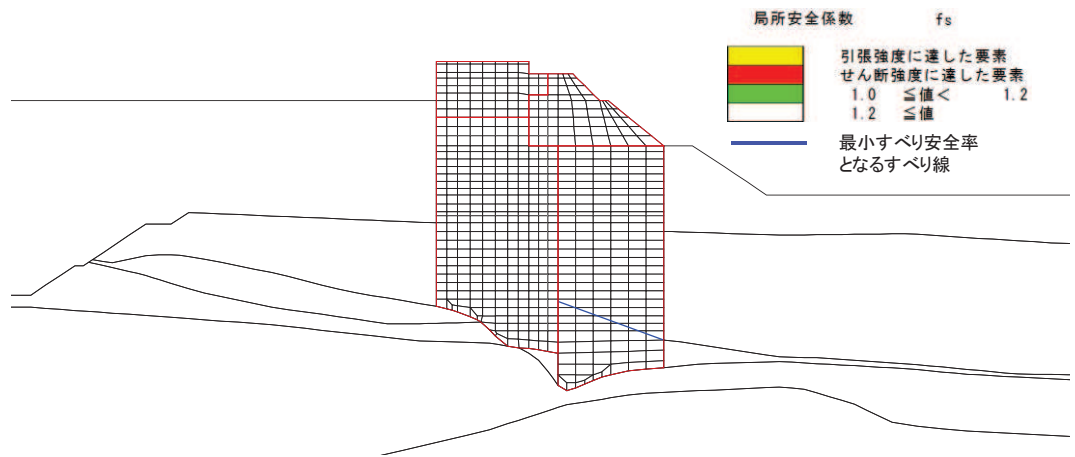 局所安全係数 fs
引張強度に達した要素
せん断強度に達した要素
1.0 ≦値< 1.2
1.2 ≦値
最小すべり安全率
となるすべり線